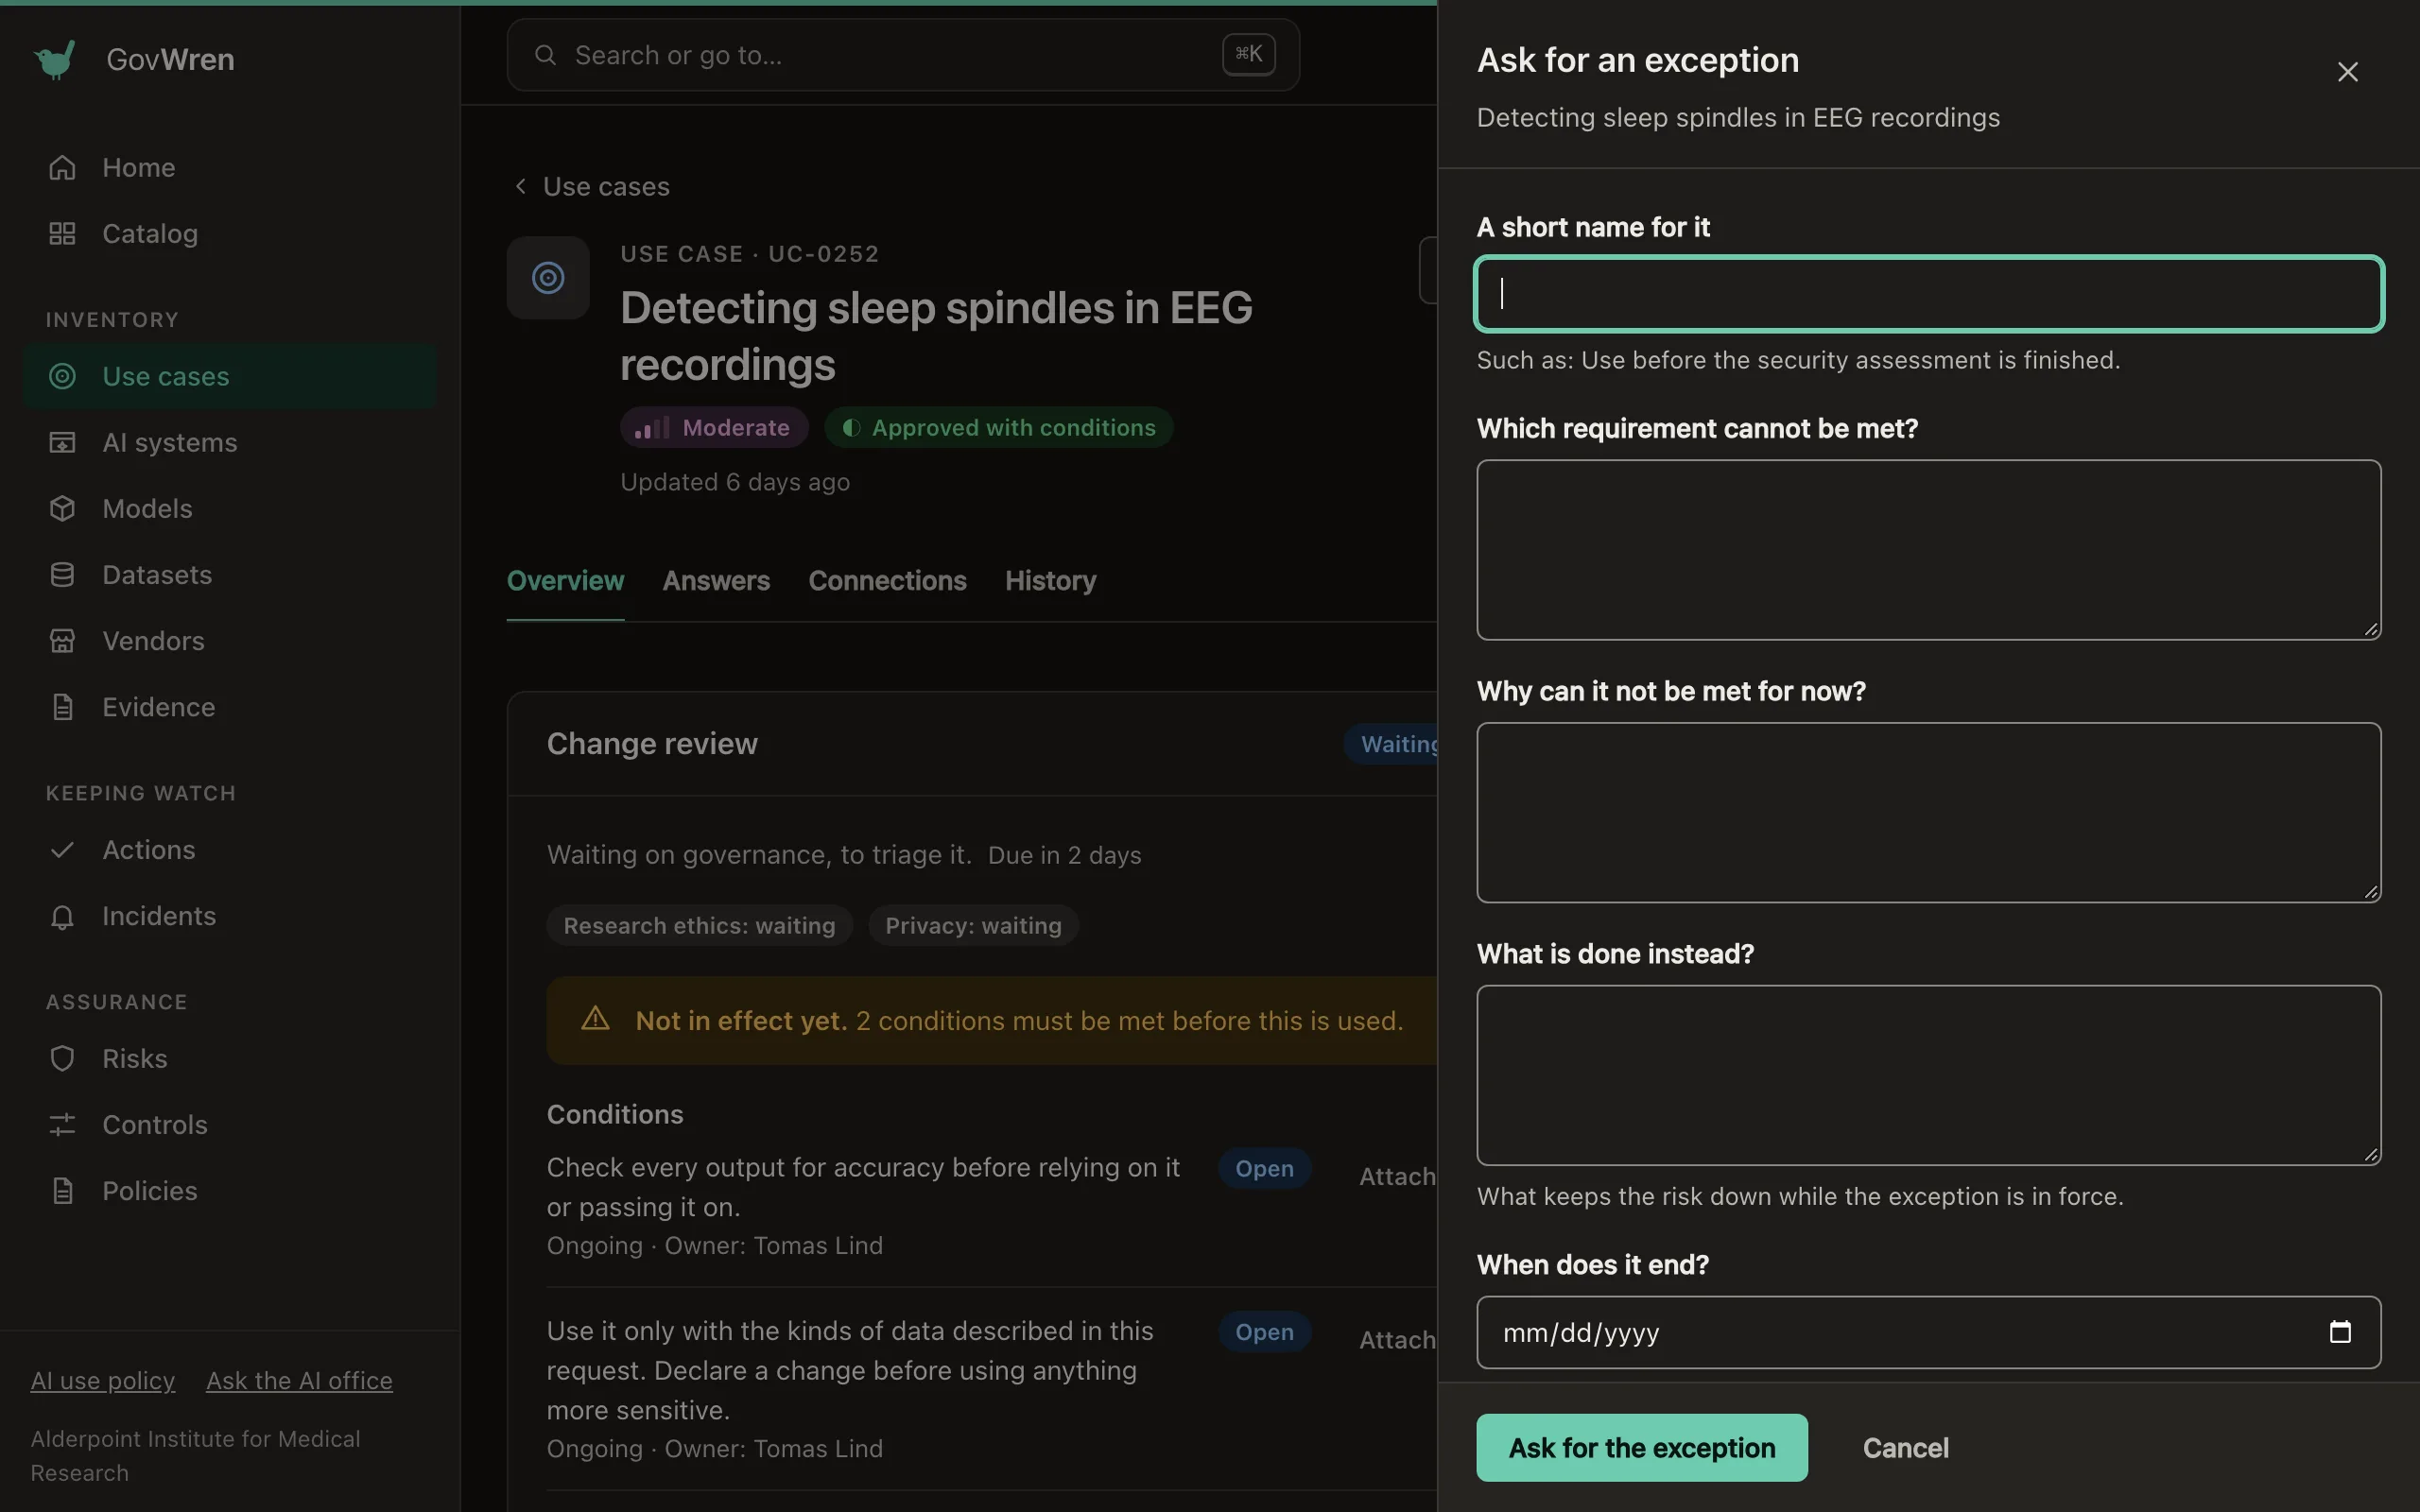 GovWren
Home
Catalog
INVENTORY
Use cases
AI systems
Models
Datasets
Vendors
Evidence
KEEPING WATCH
Actions
Incidents
ASSURANCE
Risks
Controls
Policies
AI use policy
Ask the AI office
Alderpoint Institute for Medical
Research
Search or go to...
⌘K
Use cases
USE CASE · UC-0252
Detecting sleep spindles in EEG
recordings
Moderate
Approved with conditions
Updated 6 days ago
Overview
Answers
Connections
History
Change review
Waiting
Waiting on governance, to triage it. Due in 2 days
Research ethics: waiting
Privacy: waiting
Not in effect yet. 2 conditions must be met before this is used.
Conditions
Check every output for accuracy before relying on it
or passing it on.
Ongoing · Owner: Tomas Lind
Open
Attach
Use it only with the kinds of data described in this
request. Declare a change before using anything
more sensitive.
Ongoing · Owner: Tomas Lind
Open
Attach
Ask for an exception
Detecting sleep spindles in EEG recordings
A short name for it
Such as: Use before the security assessment is finished.
Which requirement cannot be met?
Why can it not be met for now?
What is done instead?
What keeps the risk down while the exception is in force.
When does it end?
mm/dd/yyyy
Ask for the exception
Cancel